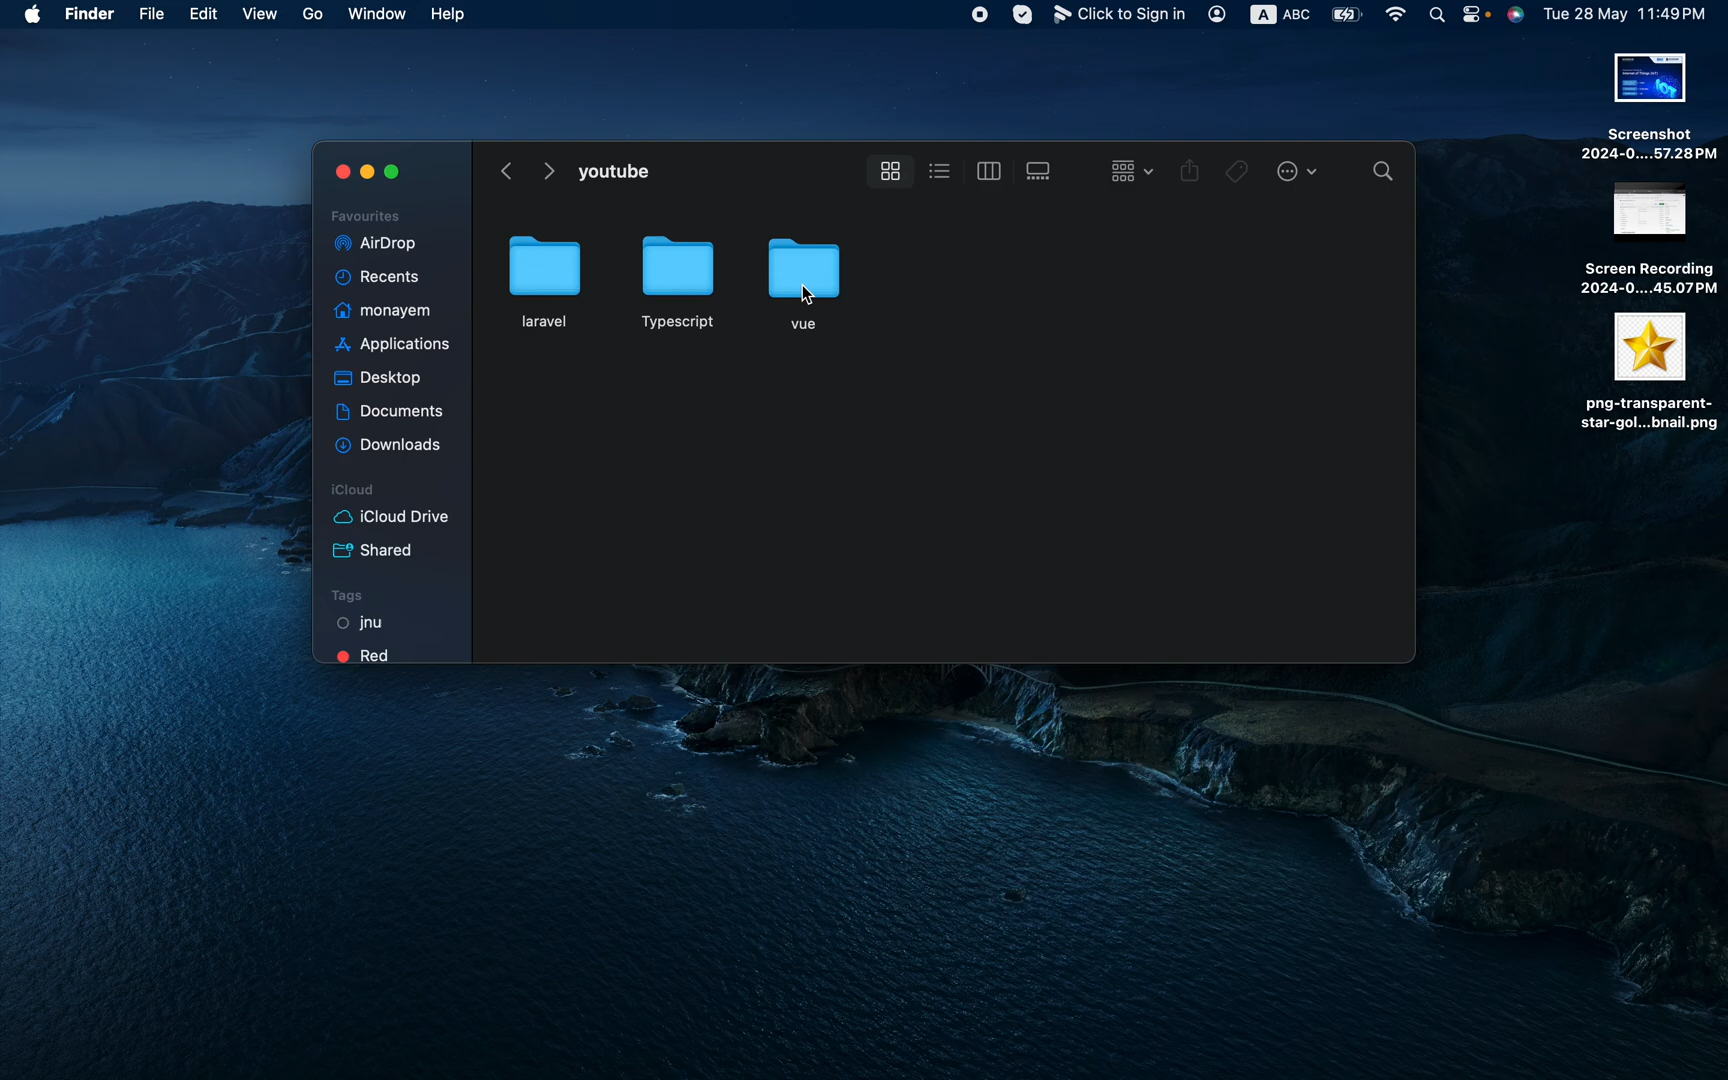 Finder File Edit View Go Window Help Click to Sign in A ABC Tue 28 May 11:49 PM
Screenshot
2024-0....57.28 PM
Screen Recording
2024-0....45.07 PM
png-transparent-
star-gol...bnail.png
youtube
Favourites
AirDrop
Recents
monayem
Applications
Desktop
Documents
Downloads
iCloud
iCloud Drive
Shared
Tags
jnu
Red
laravel
Typescript
vue